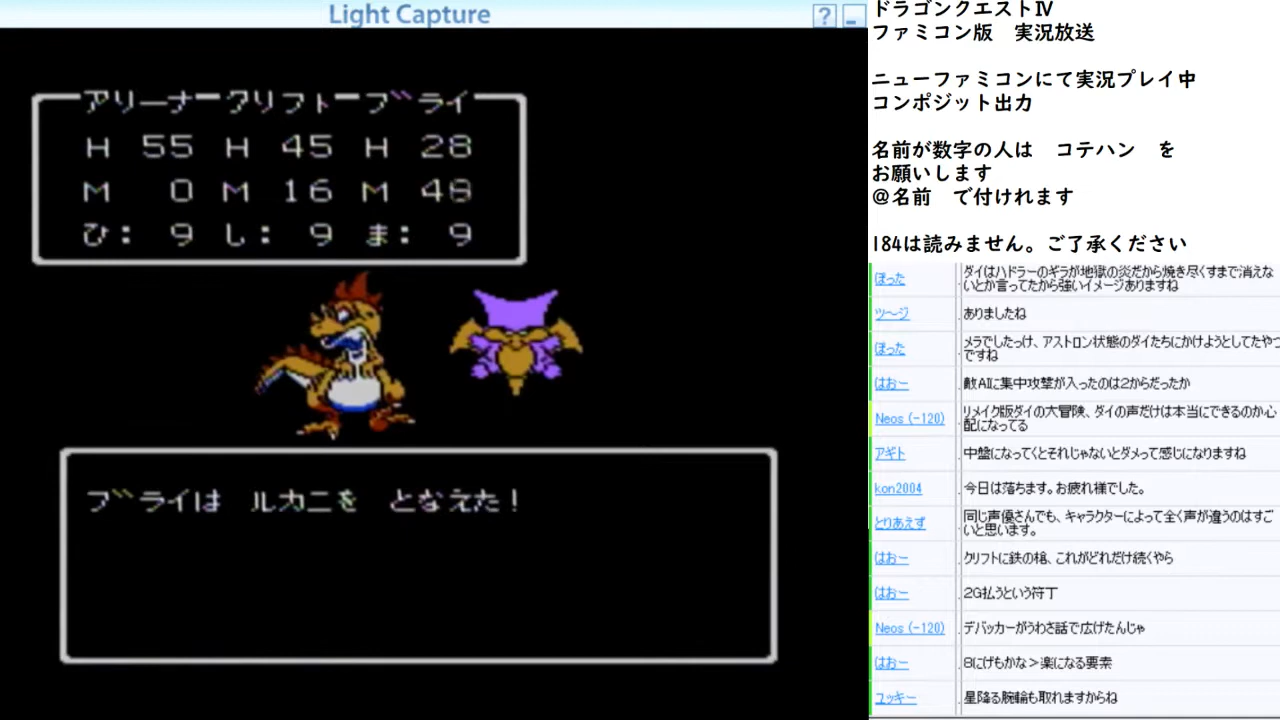 Light Capture
アリーナ クリフト ブライ
H 55 H 45 H 28
M 0 M 16 M 48
ひ: 9 し: 9 ま: 9
ブライは ルカニを となえた!
ドラゴンクエストⅣ
ファミコン版 実況放送
ニューファミコンにて実況プレイ中
コンポジット出力
名前が数字の人は コテハン を
お願いします
@名前 で付けれます
184は読みません。ご了承ください
ぽった ダイはハドラーのギラが地獄の炎だから焼き尽くすまで消えな
いとか言ってたから強いイメージありますね
ツ〜ジ ありましたね
ぽった メラでしたっけ、アストロン状態のダイたちにかけようとしてたやつ
ですね
はおー 敵AIに集中攻撃が入ったのは2からだったか
Neos (-120) リメイク版ダイの大冒険、ダイの声だけは本当にできるのか心
配になってる
アギト 中盤になってくとそれじゃないとダメって感じになりますね
kon2004 今日は落ちます。お疲れ様でした。
とりあえず 同じ声優さんでも、キャラクターによって全く声が違うのはすご
いと思います。
はおー クリフトに鉄の槍、これがどれだけ続くやら
はおー 2G払うという符丁
Neos (-120) デバッカーがうわさ話で広げたんじゃ
はおー 8にげもかな>楽になる要素
ユッキー 星降る腕輪も取れますからね